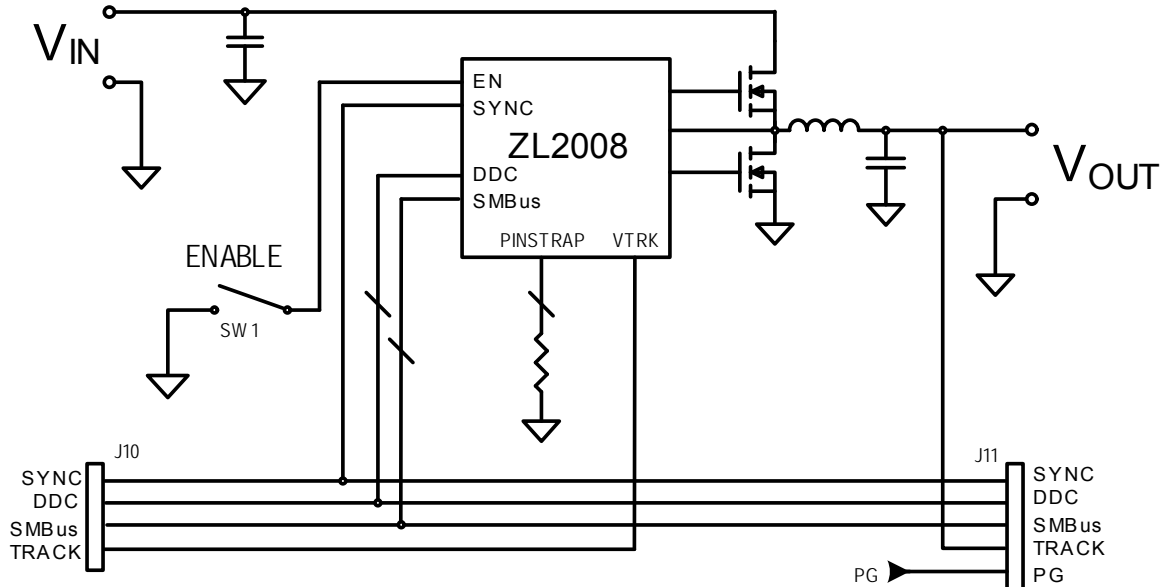 VIN
EN
SYNC
ZL2008
DDC
SMBus
PINSTRAP VTRK
VOUT
ENABLE
SW1
J10
SYNC
DDC
SMBus
TRACK
J11
SYNC
DDC
SMBus
TRACK
PG
PG